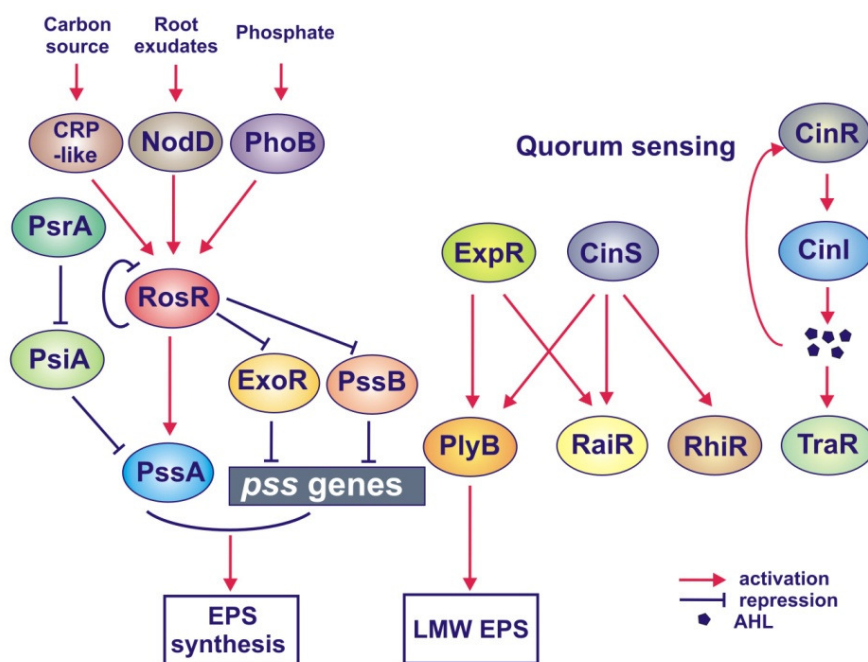 Carbon
source
Root
exudates
Phosphate
CRP
-like
NodD
PhoB
Quorum sensing
CinR
PsrA
ExpR
CinS
CinI
RosR
PsiA
ExoR
PssB
PssA
pss genes
PlyB
RaiR
RhiR
TraR
EPS
synthesis
LMW EPS
activation
repression
AHL